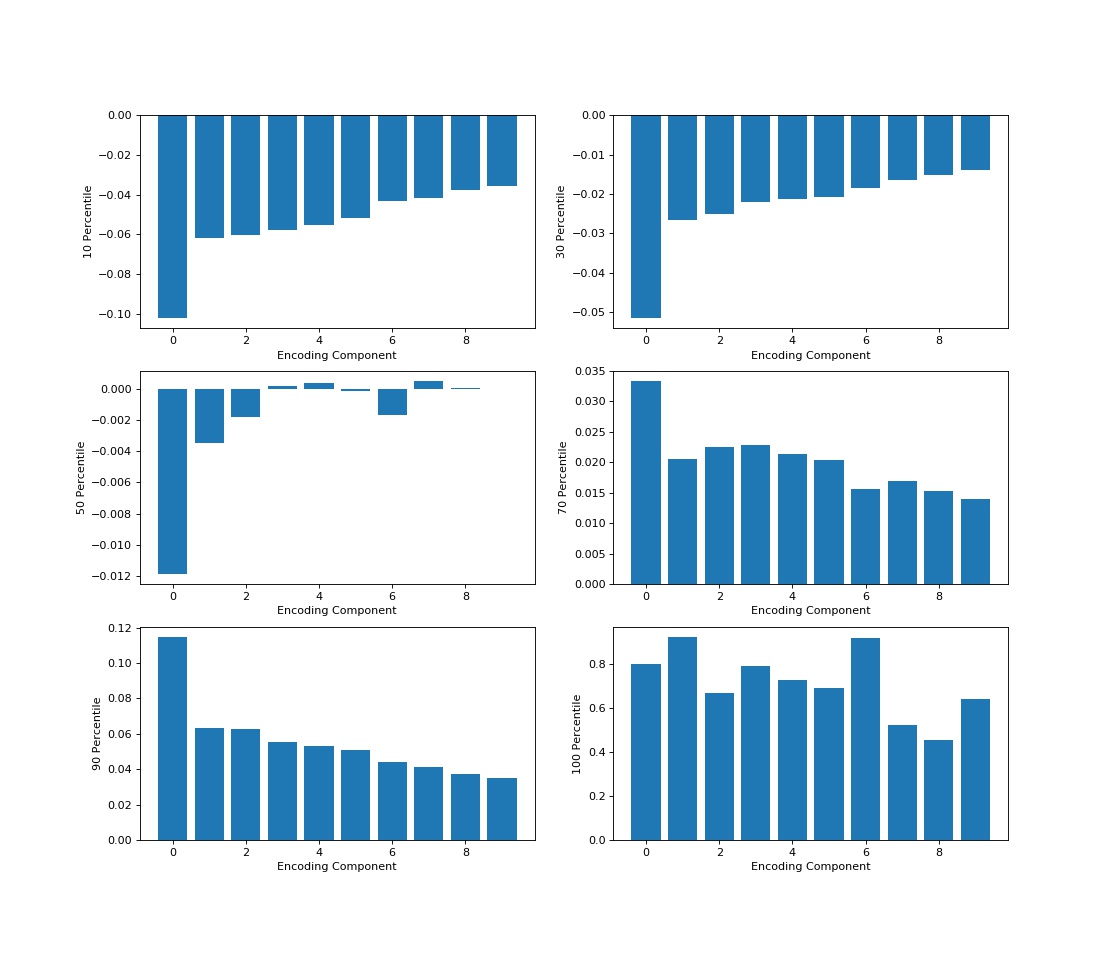 0.00
−0.02
−0.04
−0.06
−0.08
−0.10
10 Percentile
0 2 4 6 8
Encoding Component
0.00
−0.01
−0.02
−0.03
−0.04
−0.05
30 Percentile
0 2 4 6 8
Encoding Component
0.000
−0.002
−0.004
−0.006
−0.008
−0.010
−0.012
50 Percentile
0 2 4 6 8
Encoding Component
0.035
0.030
0.025
0.020
0.015
0.010
0.005
0.000
70 Percentile
0 2 4 6 8
Encoding Component
0.12
0.10
0.08
0.06
0.04
0.02
0.00
90 Percentile
0 2 4 6 8
Encoding Component
0.8
0.6
0.4
0.2
0.0
100 Percentile
0 2 4 6 8
Encoding Component